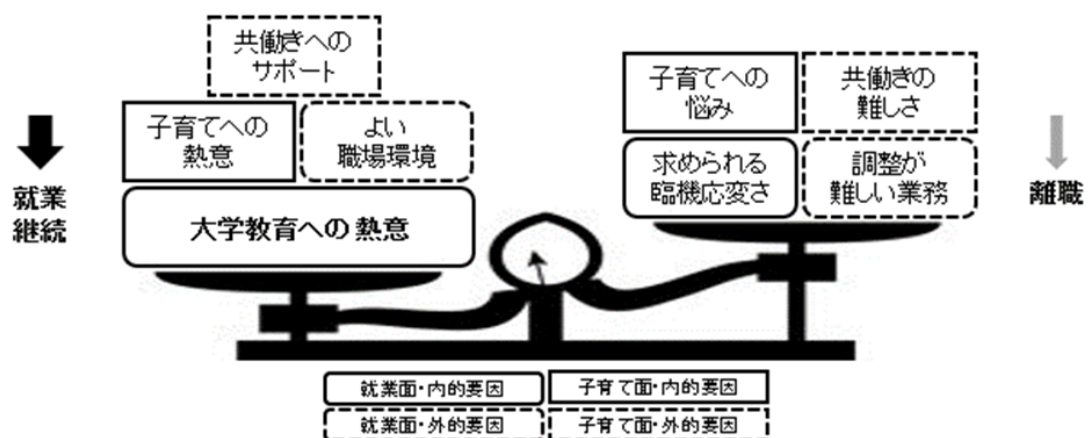 共働きへの
サポート
子育てへの
熱意
よい
職場環境
大学教育への熱意
就業
継続
子育てへの
悩み
共働きの
難しさ
求められる
臨機応変さ
調整が
難しい業務
離職
就業面・内的要因
子育て面・内的要因
就業面・外的要因
子育て面・外的要因